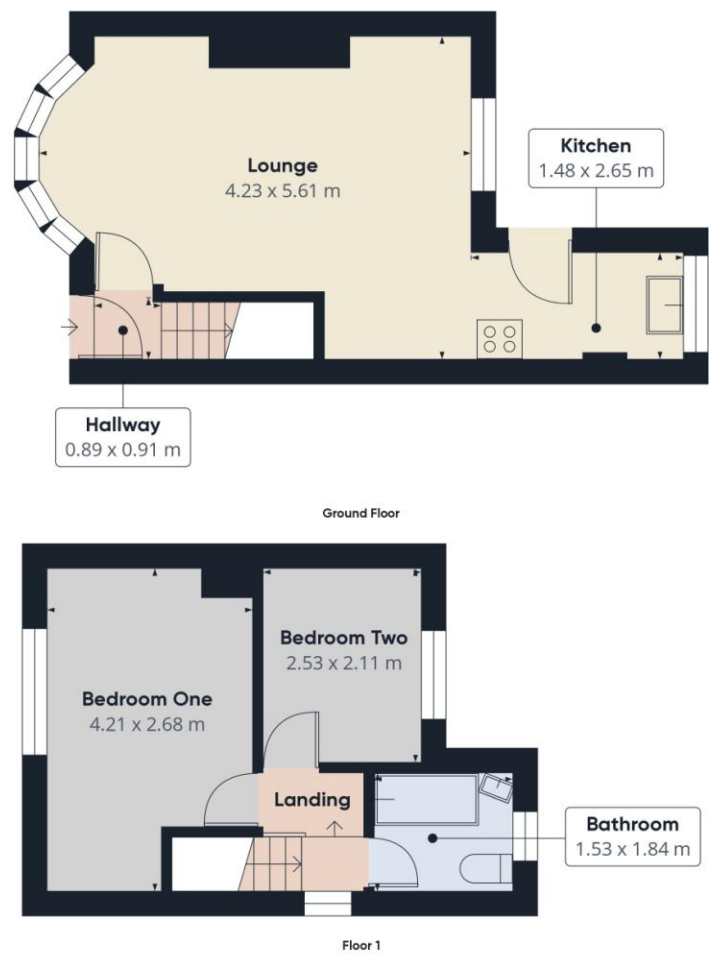 Lounge
4.23 x 5.61 m
Kitchen
1.48 x 2.65 m
Hallway
0.89 x 0.91 m
Ground Floor
Bedroom One
4.21 x 2.68 m
Bedroom Two
2.53 x 2.11 m
Landing
Bathroom
1.53 x 1.84 m
Floor 1